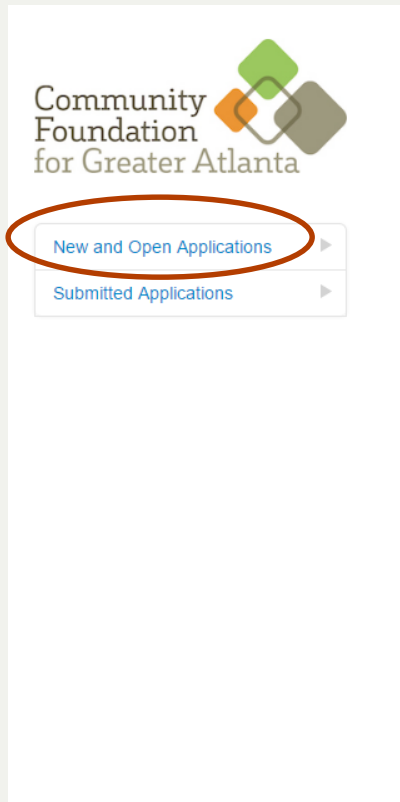 Community
Foundation
for Greater Atlanta
New and Open Applications
Submitted Applications